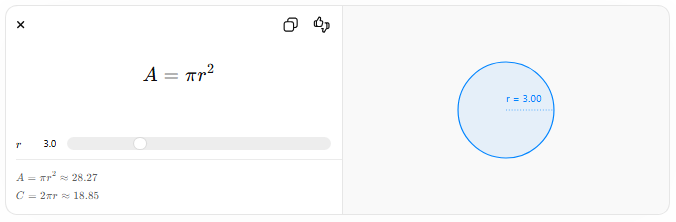 A = πr²
r 3.0
A = πr² ≈ 28.27
C = 2πr ≈ 18.85
r = 3.00